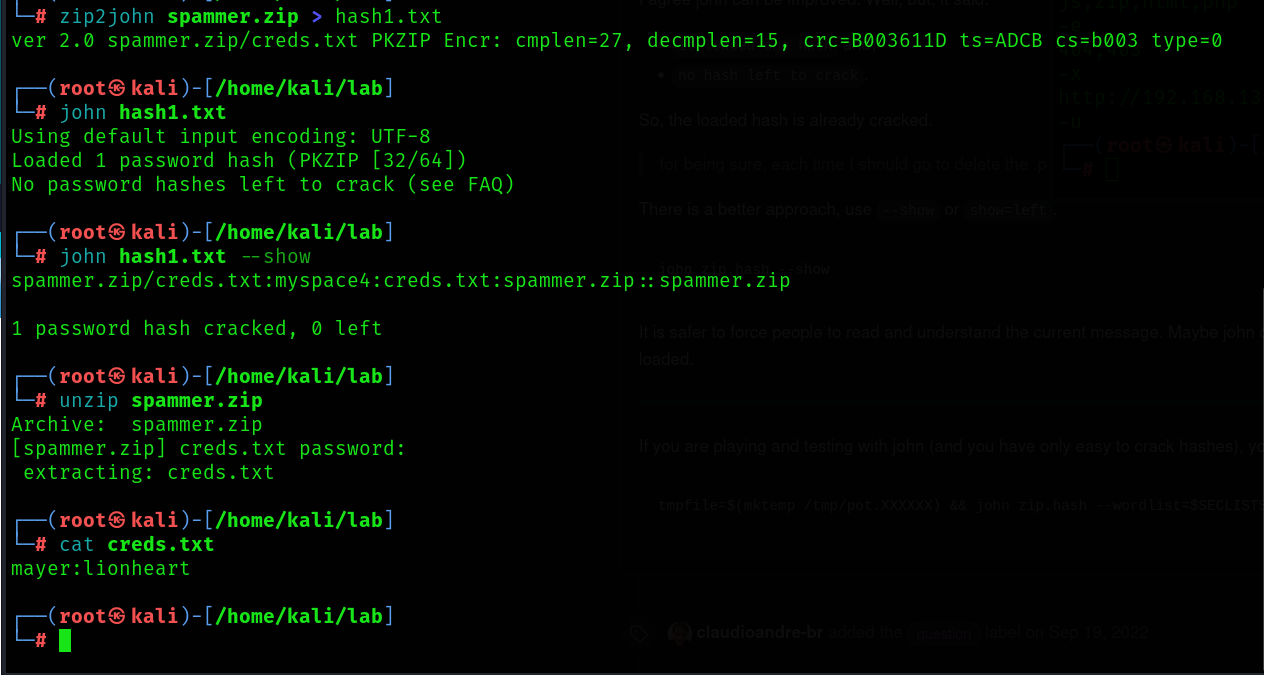 └─# zip2john spammer.zip > hash1.txt
ver 2.0 spammer.zip/creds.txt PKZIP Encr: cmplen=27, decmplen=15, crc=B003611D ts=ADCB cs=b003 type=0
┌──(root㉿kali)-[/home/kali/lab]
└─# john hash1.txt
Using default input encoding: UTF-8
Loaded 1 password hash (PKZIP [32/64])
No password hashes left to crack (see FAQ)
┌──(root㉿kali)-[/home/kali/lab]
└─# john hash1.txt --show
spammer.zip/creds.txt:myspace4:creds.txt:spammer.zip::spammer.zip
1 password hash cracked, 0 left
┌──(root㉿kali)-[/home/kali/lab]
└─# unzip spammer.zip
Archive:  spammer.zip
[spammer.zip] creds.txt password:
 extracting: creds.txt
┌──(root㉿kali)-[/home/kali/lab]
└─# cat creds.txt
mayer:lionheart
┌──(root㉿kali)-[/home/kali/lab]
└─#
js,zip,html,php
-x
http://192.168.13
-u
┌──(root㉿kali)-[
└─#
no hash left to crack.
So, the loaded hash is already cracked.
for being sure, each time I should go to delete the .p
There is a better approach, use --show or show=left.
john zip.hash --show
It is safer to force people to read and understand the current message. Maybe john
loaded.
If you are playing and testing with john (and you have only easy to crack hashes),
tmpfile=$(mktemp /tmp/pot.XXXXXX) && john zip.hash --wordlist=$SECLISTS
claudioandre-br added the question label on Sep 19, 2022